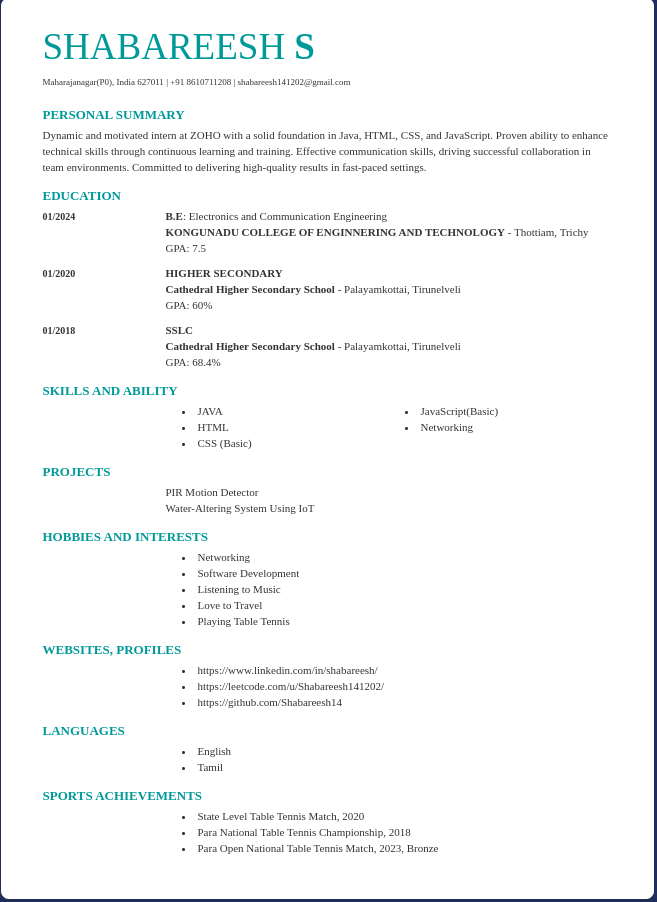 SHABAREESH S
Maharajanagar(P0), India 627011 | +91 8610711208 | shabareesh141202@gmail.com
PERSONAL SUMMARY
Dynamic and motivated intern at ZOHO with a solid foundation in Java, HTML, CSS, and JavaScript. Proven ability to enhance
technical skills through continuous learning and training. Effective communication skills, driving successful collaboration in
team environments. Committed to delivering high-quality results in fast-paced settings.
EDUCATION
01/2024 B.E: Electronics and Communication Engineering
KONGUNADU COLLEGE OF ENGINNERING AND TECHNOLOGY - Thottiam, Trichy
GPA: 7.5
01/2020 HIGHER SECONDARY
Cathedral Higher Secondary School - Palayamkottai, Tirunelveli
GPA: 60%
01/2018 SSLC
Cathedral Higher Secondary School - Palayamkottai, Tirunelveli
GPA: 68.4%
SKILLS AND ABILITY
• JAVA
• HTML
• CSS (Basic)
• JavaScript(Basic)
• Networking
PROJECTS
PIR Motion Detector
Water-Altering System Using IoT
HOBBIES AND INTERESTS
• Networking
• Software Development
• Listening to Music
• Love to Travel
• Playing Table Tennis
WEBSITES, PROFILES
• https://www.linkedin.com/in/shabareesh/
• https://leetcode.com/u/Shabareesh141202/
• https://github.com/Shabareesh14
LANGUAGES
• English
• Tamil
SPORTS ACHIEVEMENTS
• State Level Table Tennis Match, 2020
• Para National Table Tennis Championship, 2018
• Para Open National Table Tennis Match, 2023, Bronze